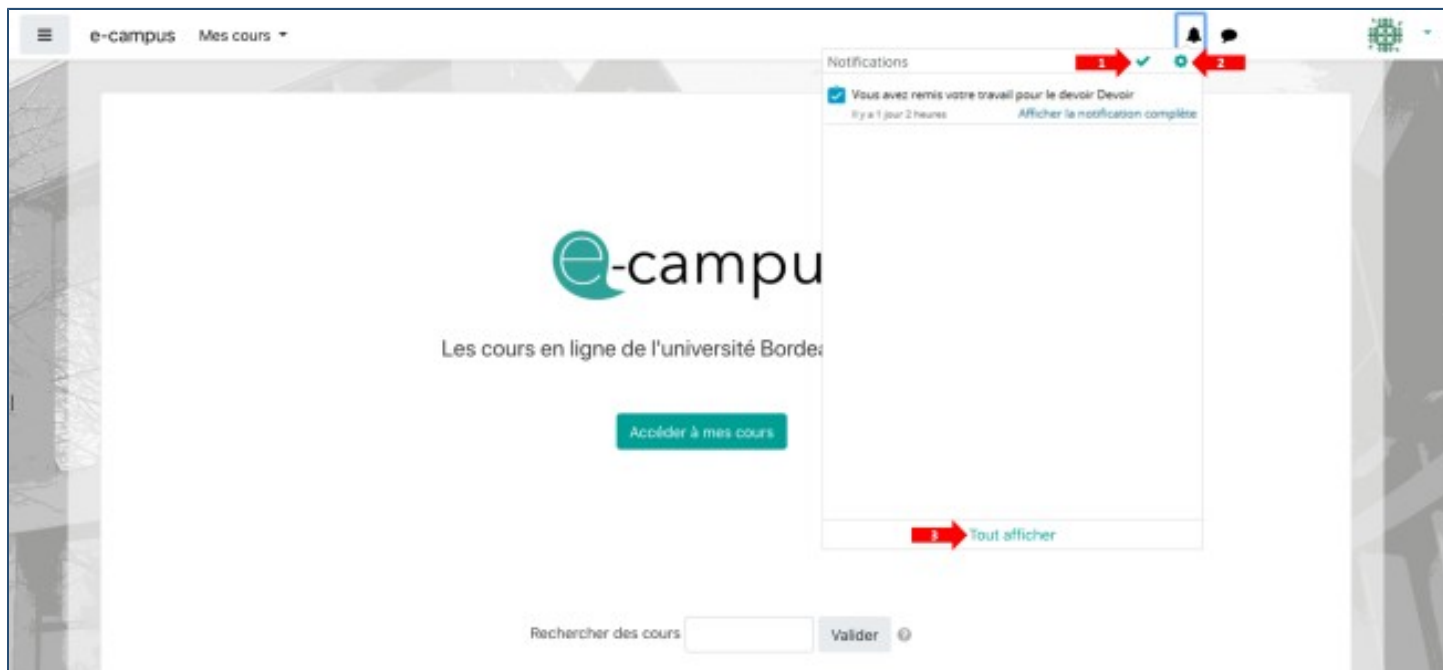 e-campus Mes cours
Notifications 1 2
Vous avez remis votre travail pour le devoir Devoir
Il y a 1 jour 2 heures Afficher la notification complète
e-campu
Les cours en ligne de l'université Bordea
Accéder à mes cours
3 Tout afficher
Rechercher des cours Valider